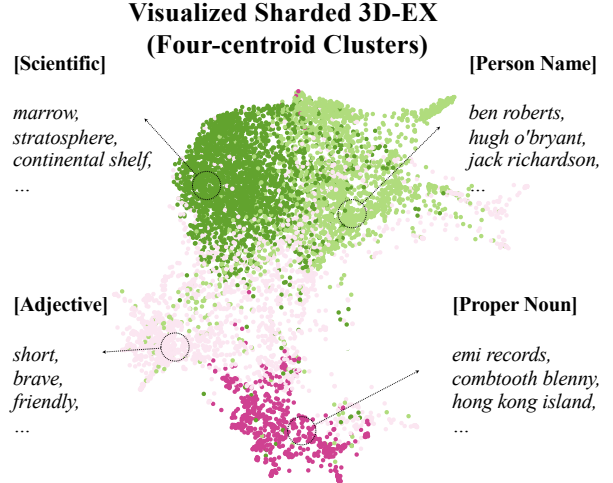 Visualized Sharded 3D-EX
(Four-centroid Clusters)
[Scientific]
marrow,
stratosphere,
continental shelf,
...
[Person Name]
ben roberts,
hugh o'bryant,
jack richardson,
...
[Adjective]
short,
brave,
friendly,
...
[Proper Noun]
emi records,
combtooth blenny,
hong kong island,
...